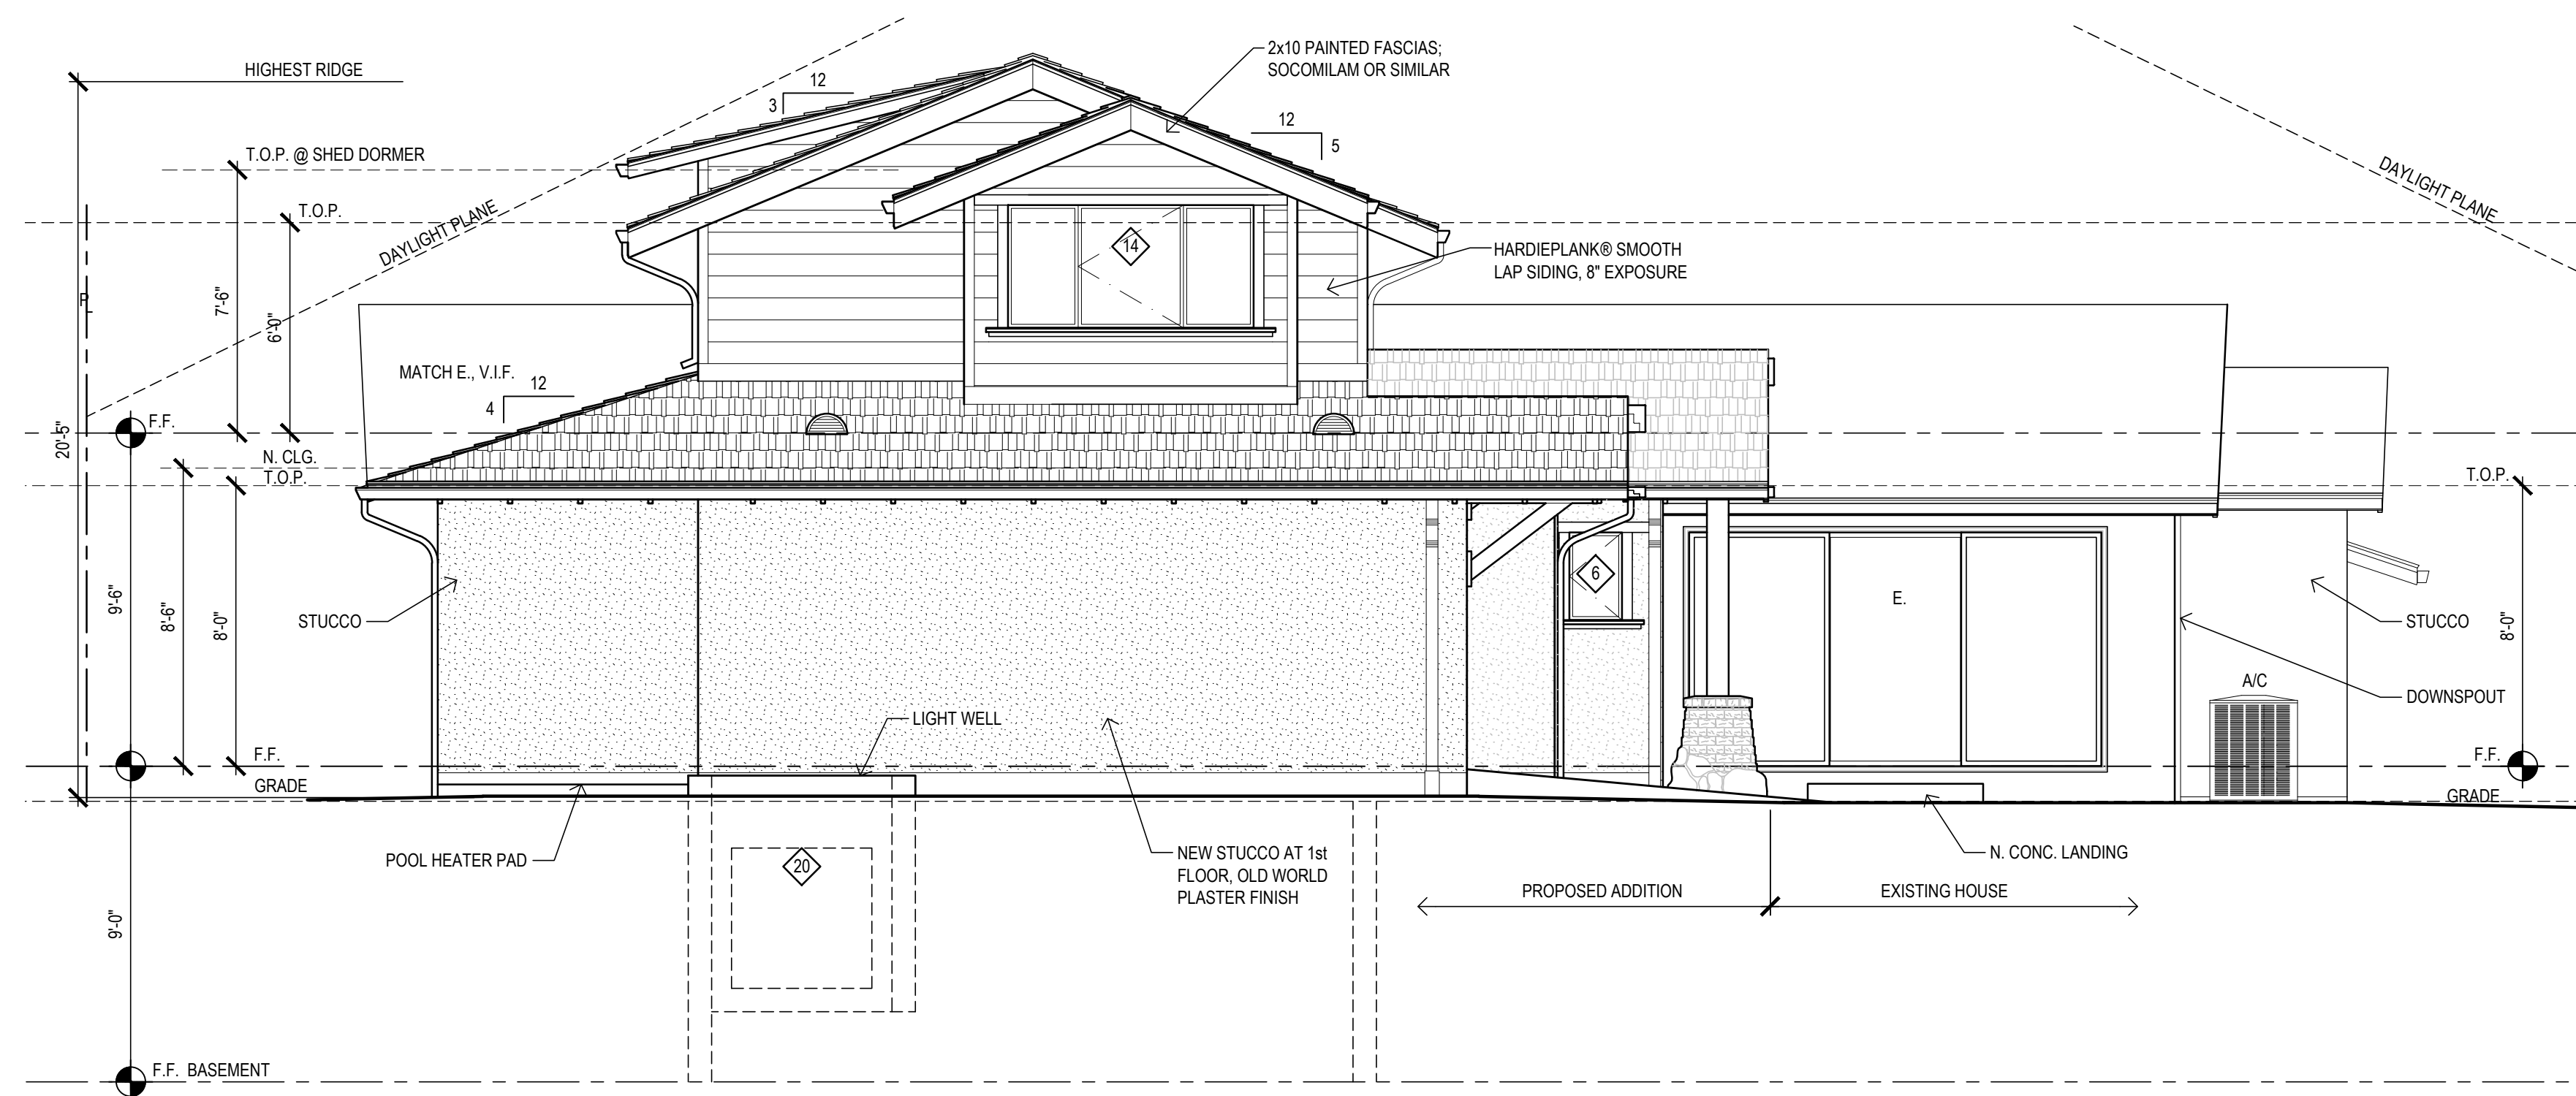 HIGHEST RIDGE
2x10 PAINTED FASCIAS;
SOCOMILAM OR SIMILAR
12
3
12
5
T.O.P. @ SHED DORMER
DAYLIGHT PLANE
DAYLIGHT PLANE
T.O.P.
14
HARDIEPLANK® SMOOTH
LAP SIDING, 8" EXPOSURE
PL
7'-6"
6'-0"
MATCH E., V.I.F.
12
4
F.F.
20'-5"
N. CLG.
T.O.P.
T.O.P.
6
E.
9'-6"
8'-6"
8'-0"
STUCCO
STUCCO
8'-0"
A/C
DOWNSPOUT
LIGHT WELL
F.F.
F.F.
GRADE
GRADE
POOL HEATER PAD
20
NEW STUCCO AT 1st
FLOOR, OLD WORLD
PLASTER FINISH
N. CONC. LANDING
PROPOSED ADDITION
EXISTING HOUSE
9'-0"
F.F. BASEMENT